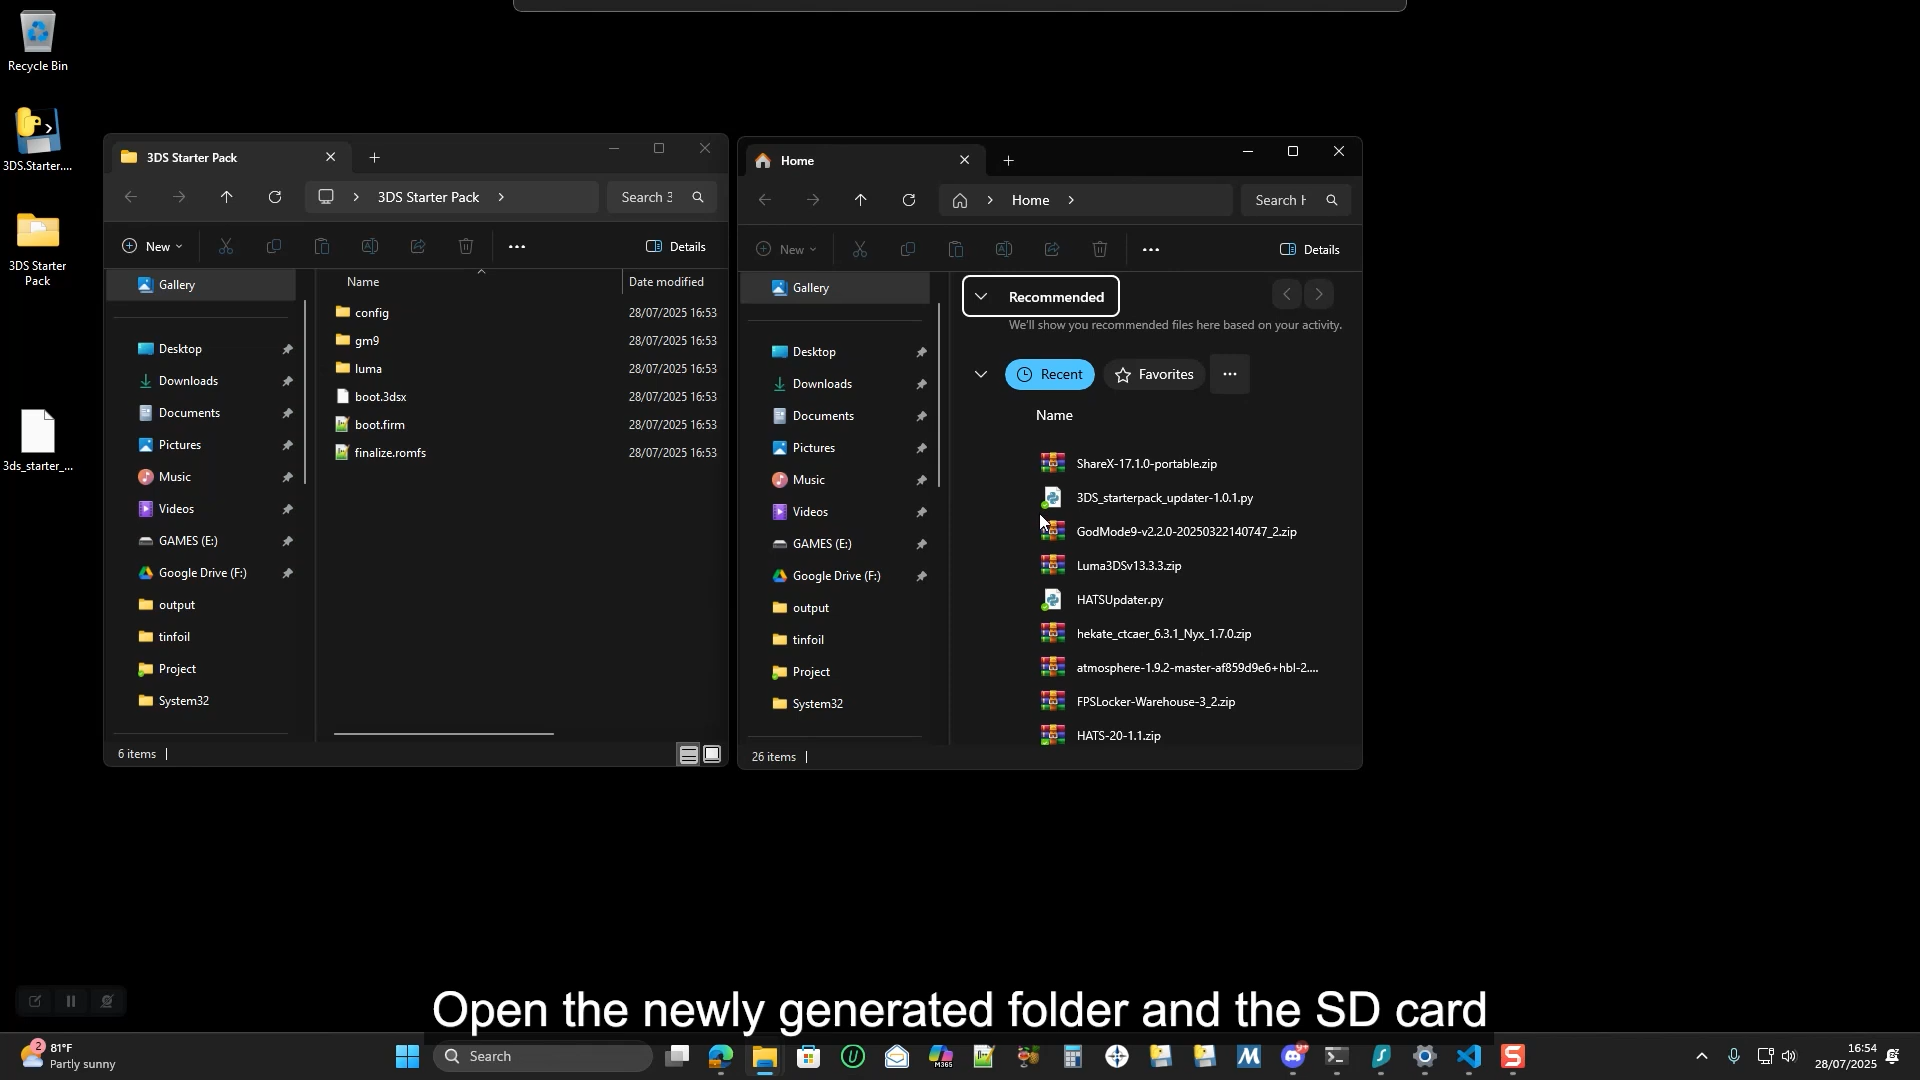 Recycle Bin
3DS.Starter....
3DS Starter
Pack
3ds_starter_...
3DS Starter Pack
3DS Starter Pack
Search 3
New
Details
Gallery
Desktop
Downloads
Documents
Pictures
Music
Videos
GAMES (E:)
Google Drive (F:)
output
tinfoil
Project
System32
Name
Date modified
config
28/07/2025 16:53
gm9
28/07/2025 16:53
luma
28/07/2025 16:53
boot.3dsx
28/07/2025 16:53
boot.firm
28/07/2025 16:53
finalize.romfs
28/07/2025 16:53
6 items
Home
Home
Search H
New
Details
Gallery
Desktop
Downloads
Documents
Pictures
Music
Videos
GAMES (E:)
Google Drive (F:)
output
tinfoil
Project
System32
Recommended
We'll show you recommended files here based on your activity.
Recent
Favorites
Name
ShareX-17.1.0-portable.zip
3DS_starterpack_updater-1.0.1.py
GodMode9-v2.2.0-20250322140747_2.zip
Luma3DSv13.3.3.zip
HATSUpdater.py
hekate_ctcaer_6.3.1_Nyx_1.7.0.zip
atmosphere-1.9.2-master-af859d9e6+hbl-2....
FPSLocker-Warehouse-3_2.zip
HATS-20-1.1.zip
26 items
Open the newly generated folder and the SD card
2
81°F
Partly sunny
Search
M365
16:54
28/07/2025